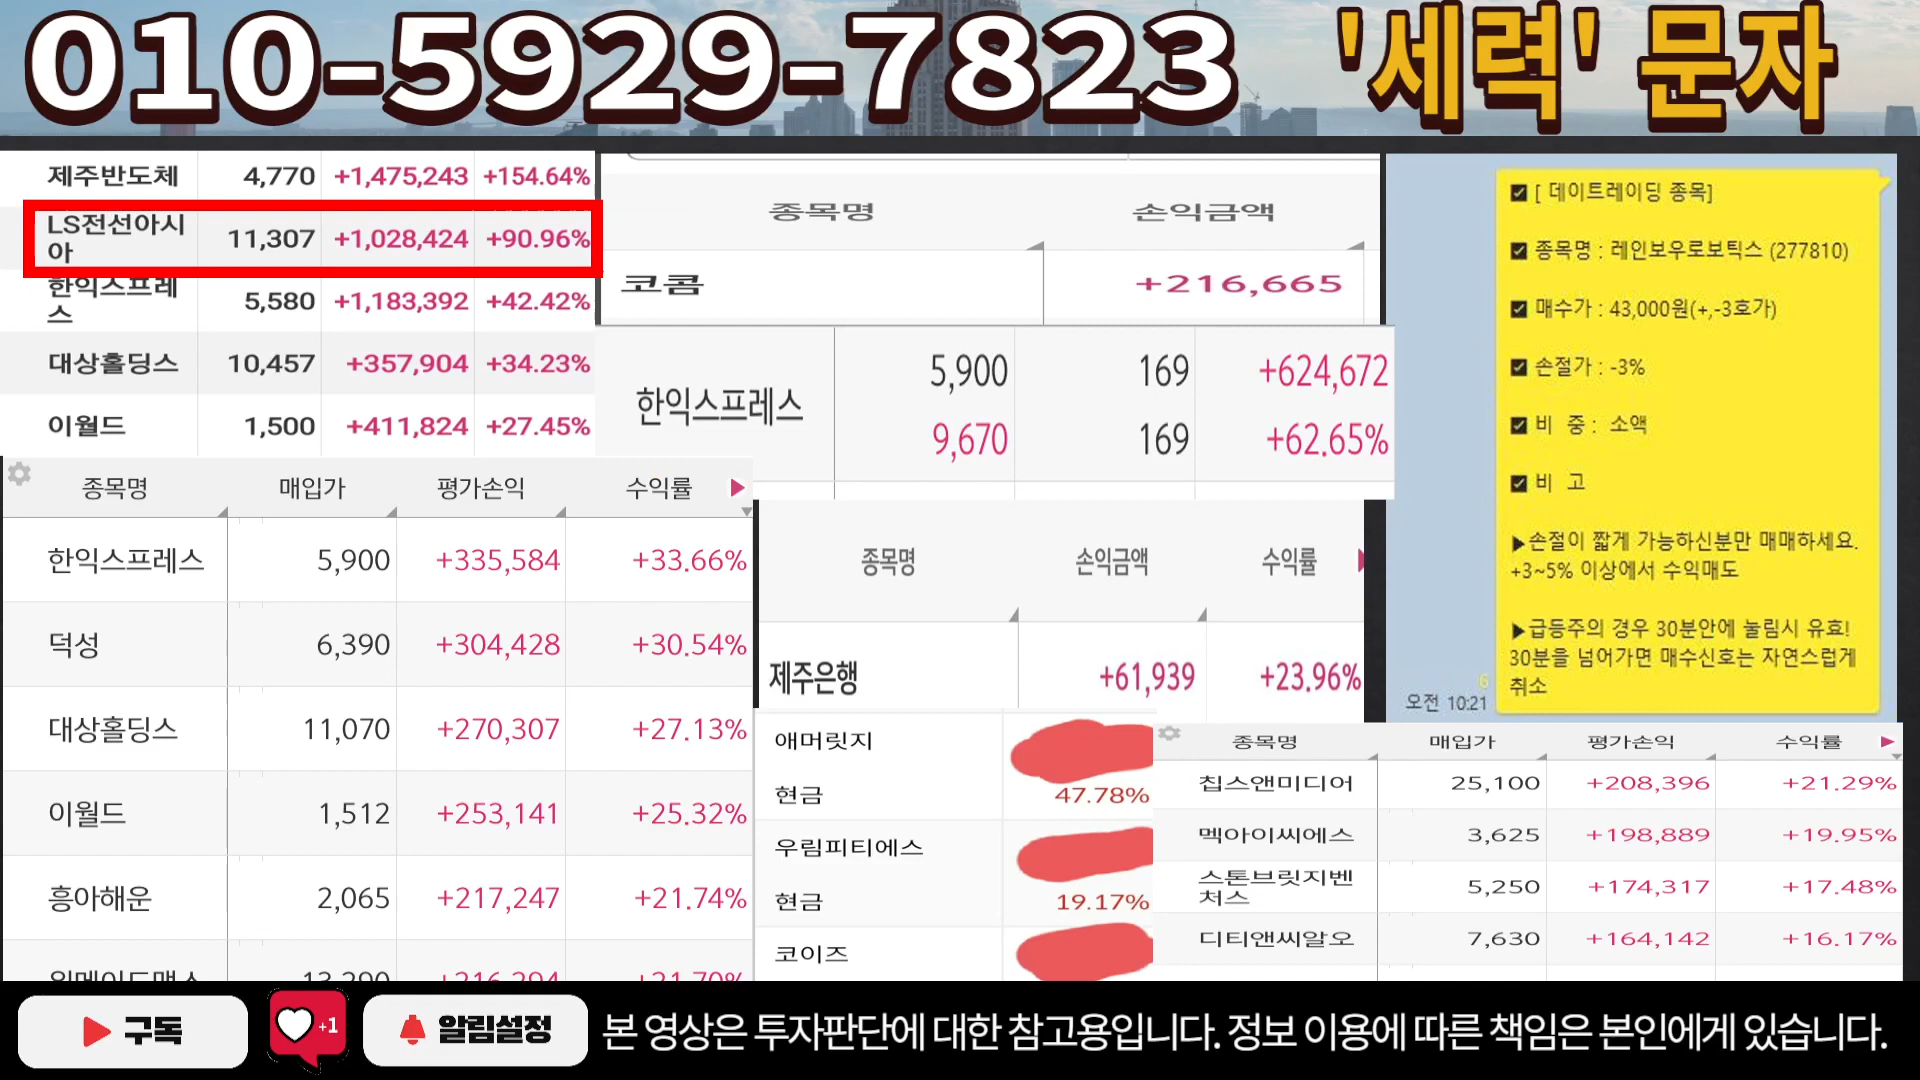 010-5929-7823 '세력' 문자
제주반도체 4,770 +1,475,243 +154.64%
LS전선아시아 11,307 +1,028,424 +90.96%
한익스프레스 5,580 +1,183,392 +42.42%
대상홀딩스 10,457 +357,904 +34.23%
이월드 1,500 +411,824 +27.45%
종목명 손익금액
코콤 +216,665
한익스프레스 5,900 169 +624,672
9,670 169 +62.65%
[ 데이트레이딩 종목]
종목명 : 레인보우로보틱스 (277810)
매수가 : 43,000원(+,-3호가)
손절가 : -3%
비 중 : 소액
비 고
▶손절이 짧게 가능하신분만 매매하세요.
+3~5% 이상에서 수익매도
▶급등주의 경우 30분안에 눌림시 유효!
30분을 넘어가면 매수신호는 자연스럽게
취소
6
오전 10:21
종목명 매입가 평가손익 수익률
한익스프레스 5,900 +335,584 +33.66%
덕성 6,390 +304,428 +30.54%
대상홀딩스 11,070 +270,307 +27.13%
이월드 1,512 +253,141 +25.32%
흥아해운 2,065 +217,247 +21.74%
종목명 손익금액 수익률
제주은행 +61,939 +23.96%
애머릿지
현금 47.78%
우림피티에스
현금 19.17%
코이즈
종목명 매입가 평가손익 수익률
칩스앤미디어 25,100 +208,396 +21.29%
멕아이씨에스 3,625 +198,889 +19.95%
스톤브릿지벤처스 5,250 +174,317 +17.48%
디티앤씨알오 7,630 +164,142 +16.17%
구독 +1 알림설정 본 영상은 투자판단에 대한 참고용입니다. 정보 이용에 따른 책임은 본인에게 있습니다.